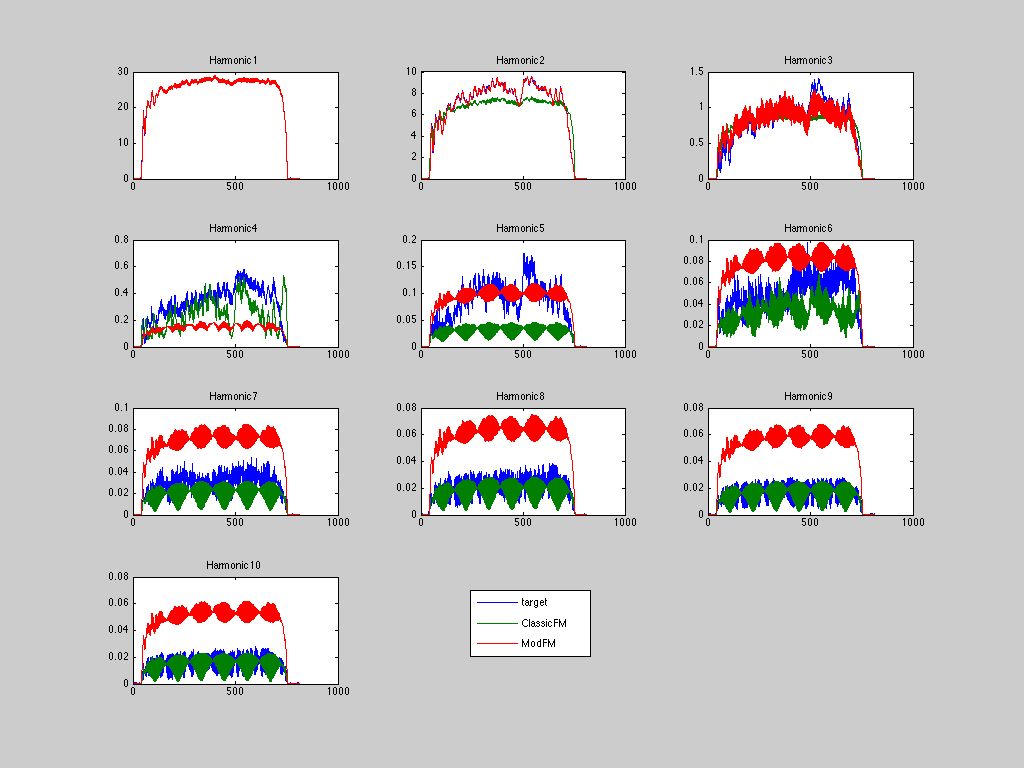 Harmonic1
30
20
10
0
0 500 1000
Harmonic2
10
8
6
4
2
0
0 500 1000
Harmonic3
1.5
1
0.5
0
0 500 1000
Harmonic4
0.8
0.6
0.4
0.2
0
0 500 1000
Harmonic5
0.2
0.15
0.1
0.05
0
0 500 1000
Harmonic6
0.1
0.08
0.06
0.04
0.02
0
0 500 1000
Harmonic7
0.1
0.08
0.06
0.04
0.02
0
0 500 1000
Harmonic8
0.08
0.06
0.04
0.02
0
0 500 1000
Harmonic9
0.08
0.06
0.04
0.02
0
0 500 1000
Harmonic10
0.08
0.06
0.04
0.02
0
0 500 1000
target
ClassicFM
ModFM